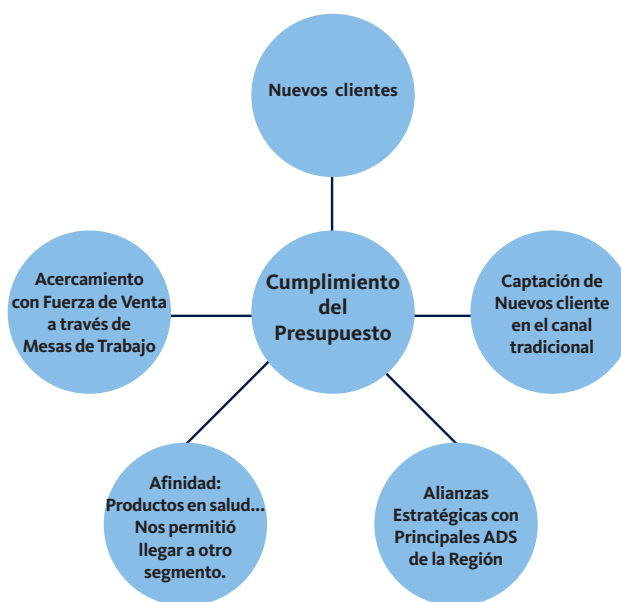 Nuevos clientes
Acercamiento
con Fuerza de Venta
a través de
Mesas de Trabajo
Cumplimiento
del
Presupuesto
Captación de
Nuevos cliente
en el canal
tradicional
Afinidad:
Productos en salud...
Nos permitió
llegar a otro
segmento.
Alianzas
Estratégicas con
Principales ADS
de la Región